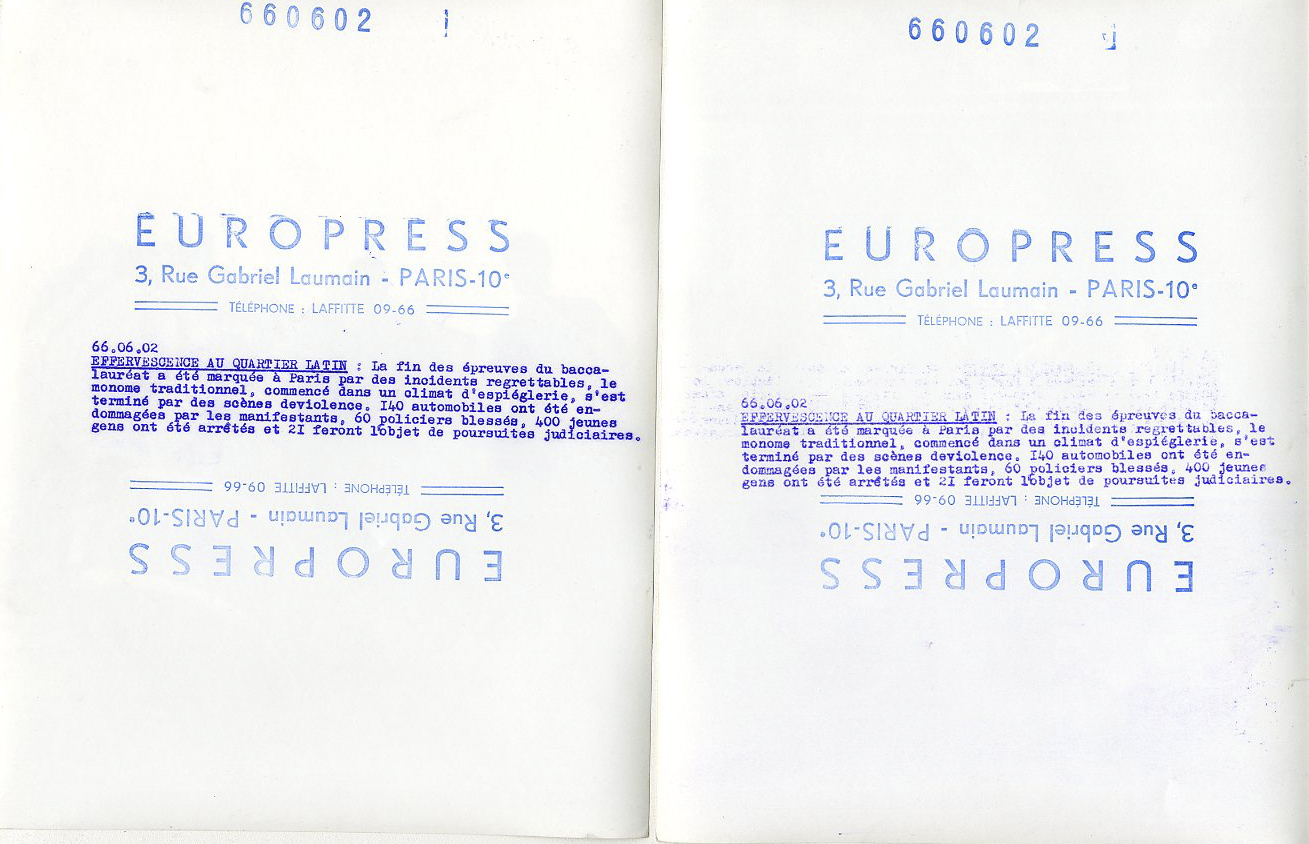 660602
EUROPRESS
3, Rue Gabriel Laumain - PARIS-10e
TÉLÉPHONE : LAFFITTE 09-66
66.06.02
EFFERVESCENCE AU QUARTIER LATIN : La fin des épreuves du bacca-
lauréat a été marquée à Paris par des incidents regrettables, le
monome traditionnel, commencé dans un climat d'espiéglerie, s'est
terminé par des scènes deviolence. I40 automobiles ont été en-
dommagées par les manifestants, 60 policiers blessés, 400 jeunes
gens ont été arrêtés et 2I feront l'objet de poursuites judiciaires.
TÉLÉPHONE : LAFFITTE 09-66
3, Rue Gabriel Laumain - PARIS-10e
EUROPRESS
660602
EUROPRESS
3, Rue Gabriel Laumain - PARIS-10e
TÉLÉPHONE : LAFFITTE 09-66
66.06.02
EFFERVESCENCE AU QUARTIER LATIN : La fin des épreuves du bacca-
lauréat a été marquée à Paris par des incidents regrettables, le
monome traditionnel, commencé dans un climat d'espiéglerie, s'est
terminé par des scènes deviolence. I40 automobiles ont été en-
dommagées par les manifestants, 60 policiers blessés, 400 jeunes
gens ont été arrêtés et 2I feront l'objet de poursuites judiciaires.
TÉLÉPHONE : LAFFITTE 09-66
3, Rue Gabriel Laumain - PARIS-10e
EUROPRESS